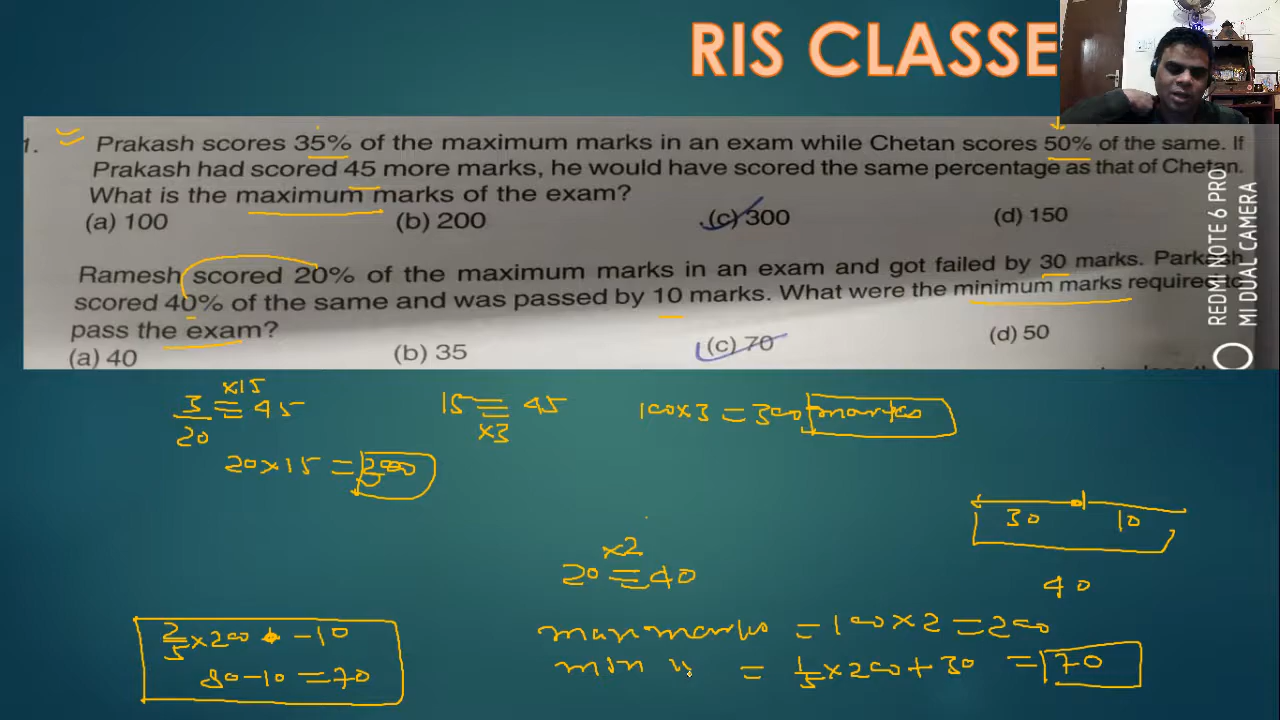 RIS CLASSE
1. Prakash scores 35% of the maximum marks in an exam while Chetan scores 50% of the same. If
Prakash had scored 45 more marks, he would have scored the same percentage as that of Chetan.
What is the maximum marks of the exam?
(a) 100 (b) 200 (c) 300 (d) 150
Ramesh scored 20% of the maximum marks in an exam and got failed by 30 marks. Parkash
scored 40% of the same and was passed by 10 marks. What were the minimum marks required to
pass the exam?
(a) 40 (b) 35 (c) 70 (d) 50
REDMI NOTE 6 PRO
MI DUAL CAMERA
×15
3/20 = 45
20×15 =
15 = 45
×3
100×3 = 300 marks
30 10
40
×2
20 = 40
max marks = 100×2 = 200
min " = 1/5 ×200 + 30 = 70
2/5 ×200 - 10
80-10 = 70